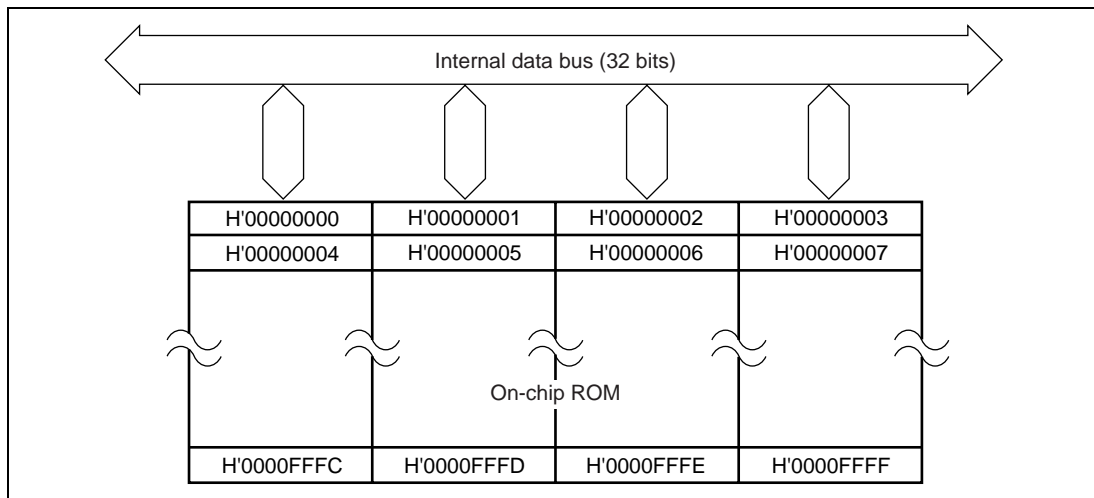 Internal data bus (32 bits)
H'00000000 H'00000001 H'00000002 H'00000003
H'00000004 H'00000005 H'00000006 H'00000007
On-chip ROM
H'0000FFFC H'0000FFFD H'0000FFFE H'0000FFFF